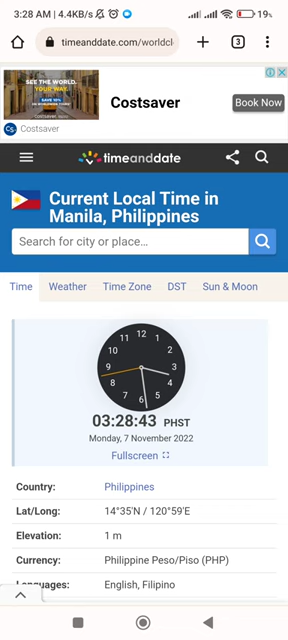 3:28 AM | 4.4KB/s
19%
timeanddate.com/worldcl
3
SEE THE WORLD.
YOUR WAY.
SAVE 10%
Costsaver
Book Now
Cs Costsaver
timeanddate
Current Local Time in
Manila, Philippines
Search for city or place...
Time Weather Time Zone DST Sun & Moon
12
11 1
10 2
9 3
8 4
7 5
6
03:28:43 PHST
Monday, 7 November 2022
Fullscreen
Country: Philippines
Lat/Long: 14°35'N / 120°59'E
Elevation: 1 m
Currency: Philippine Peso/Piso (PHP)
Languages: English, Filipino